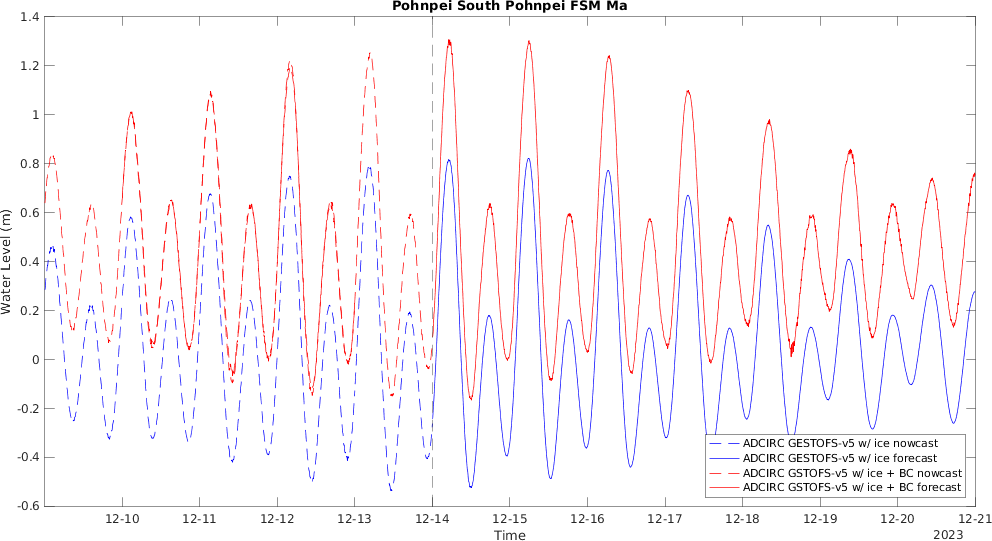 Pohnpei South Pohnpei FSM Ma
1.4
1.2
1
0.8
0.6
0.4
0.2
0
-0.2
-0.4
-0.6
Water Level (m)
ADCIRC GESTOFS-v5 w/ ice nowcast
ADCIRC GESTOFS-v5 w/ ice forecast
ADCIRC GSTOFS-v5 w/ ice + BC nowcast
ADCIRC GSTOFS-v5 w/ ice + BC forecast
12-10 12-11 12-12 12-13 12-14 12-15 12-16 12-17 12-18 12-19 12-20 12-21
Time
2023